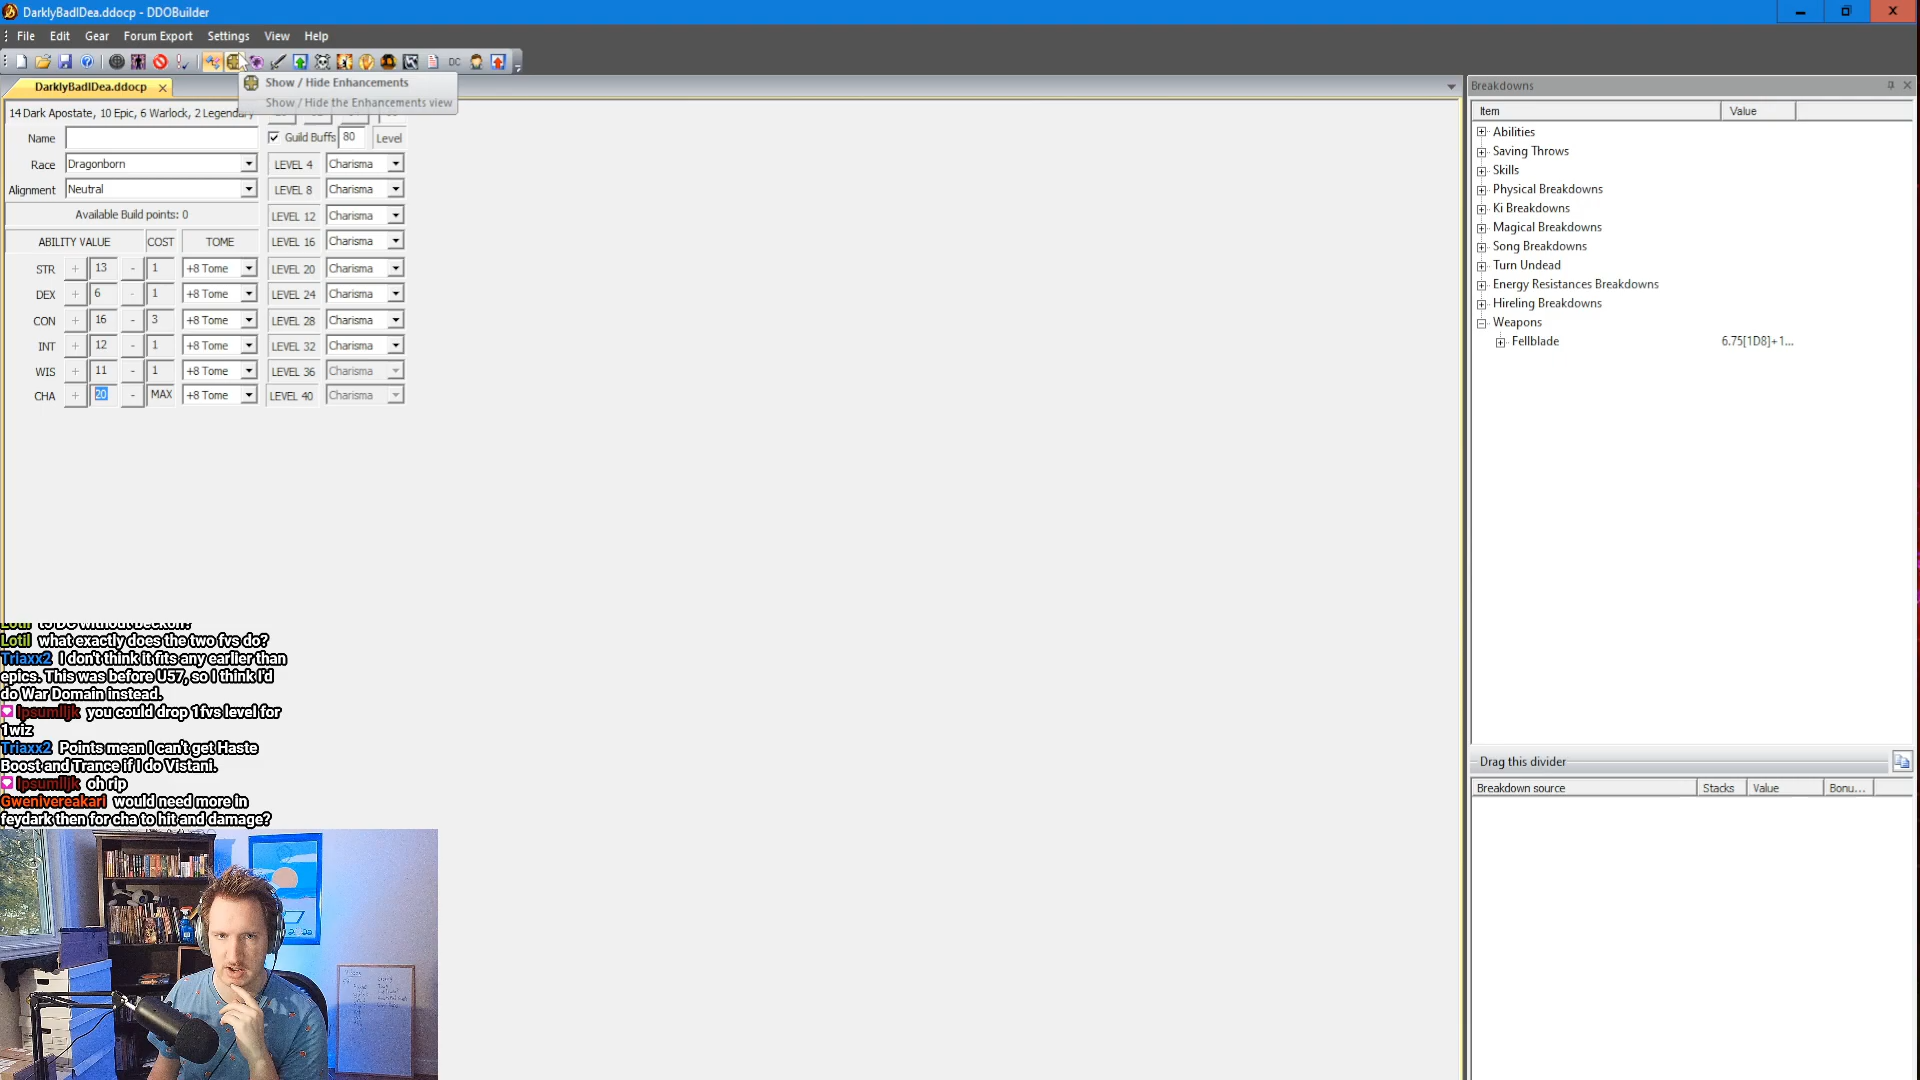 DarklyBadIDea.ddocp - DDOBuilder
File Edit Gear Forum Export Settings View Help
DC
DarklyBadIDea.ddocp
Show / Hide Enhancements
Show / Hide the Enhancements view
14 Dark Apostate, 10 Epic, 6 Warlock, 2 Legendary
Name
Guild Buffs 80 Level
Race Dragonborn LEVEL 4 Charisma
Alignment Neutral LEVEL 8 Charisma
Available Build points: 0 LEVEL 12 Charisma
ABILITY VALUE COST TOME LEVEL 16 Charisma
STR + 13 - 1 +8 Tome LEVEL 20 Charisma
DEX + 6 - 1 +8 Tome LEVEL 24 Charisma
CON + 16 - 3 +8 Tome LEVEL 28 Charisma
INT + 12 - 1 +8 Tome LEVEL 32 Charisma
WIS + 11 - 1 +8 Tome LEVEL 36 Charisma
CHA + 20 - MAX +8 Tome LEVEL 40 Charisma
Lotil to DC without beckon?
Lotil what exactly does the two fvs do?
Triaxx2 I don't think it fits any earlier than
epics. This was before U57, so I think I'd
do War Domain instead.
ipsumiljk you could drop 1fvs level for
1wiz
Triaxx2 Points mean I can't get Haste
Boost and Trance if I do Vistani.
ipsumiljk oh rip
Gwenivereakari would need more in
feydark then for cha to hit and damage?
Breakdowns
Item Value
Abilities
Saving Throws
Skills
Physical Breakdowns
Ki Breakdowns
Magical Breakdowns
Song Breakdowns
Turn Undead
Energy Resistances Breakdowns
Hireling Breakdowns
Weapons
Fellblade 6.75[1D8]+1...
Drag this divider
Breakdown source Stacks Value Bonu...